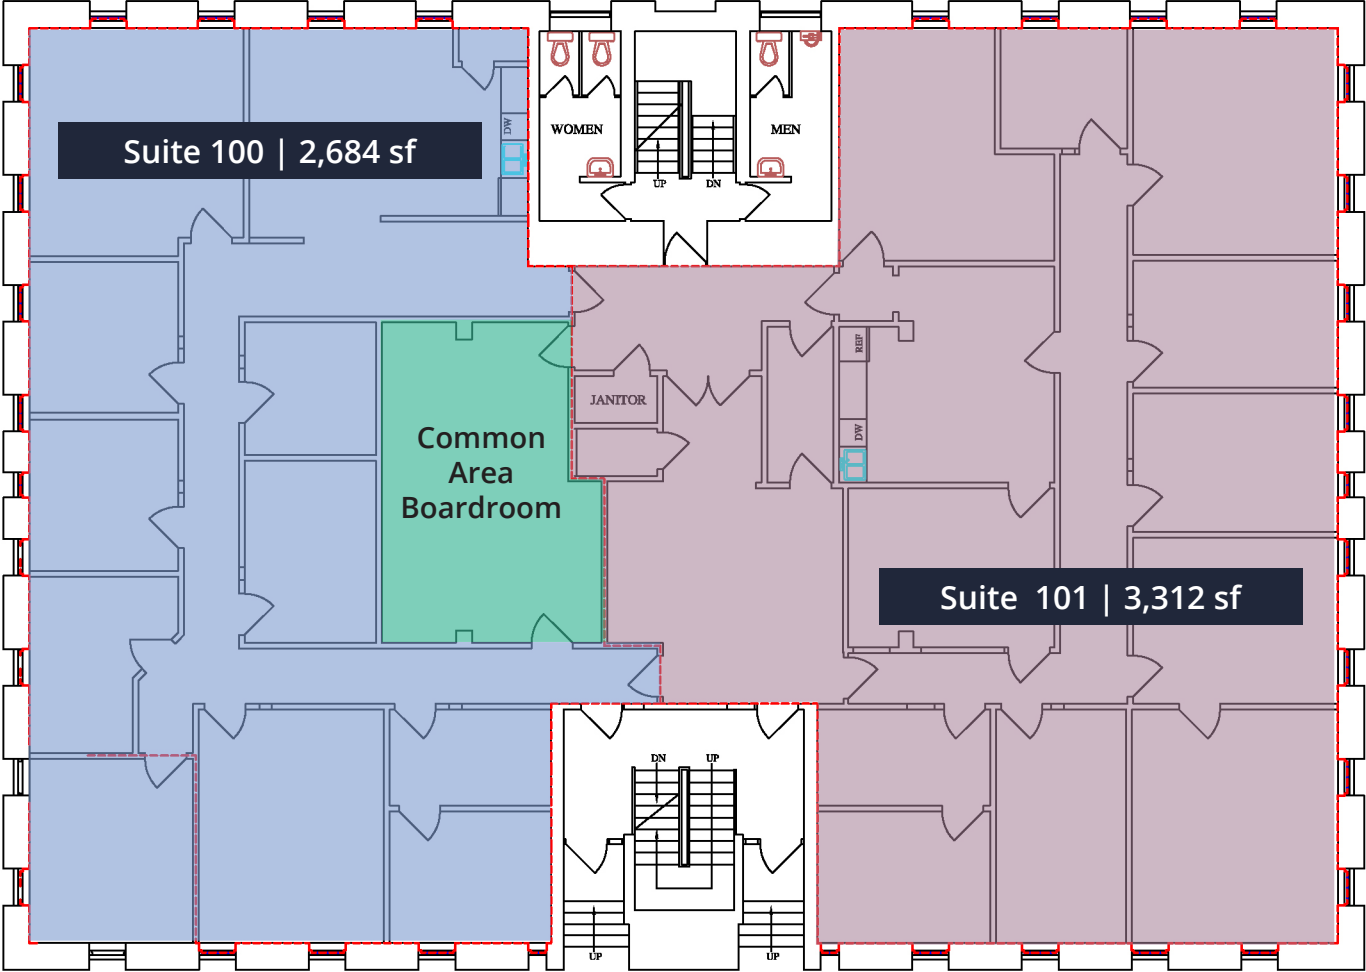 DW
Suite 100 | 2,684 sf
WOMEN
MEN
UP
DN
REF
JANITOR
DW
Common
Area
Boardroom
Suite  101 | 3,312 sf
DN
UP
UP
UP